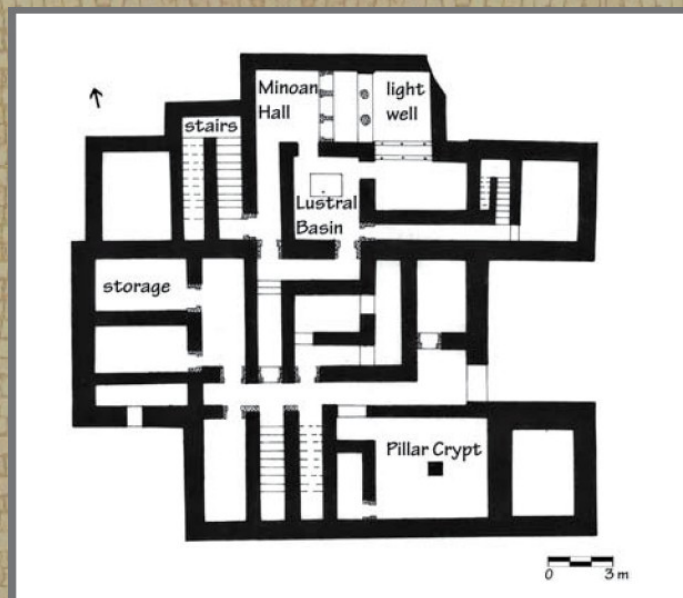 Minoan
Hall
light
well
stairs
Lustral
Basin
storage
Pillar Crypt
0 3 m